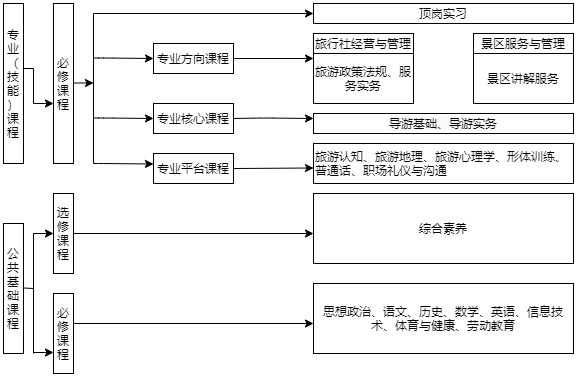 专业（技能）课程
必修课程
顶岗实习
专业方向课程
旅行社经营与管理
旅游政策法规、服
务实务
景区服务与管理
景区讲解服务
专业核心课程
导游基础、导游实务
专业平台课程
旅游认知、旅游地理、旅游心理学、形体训练、
普通话、职场礼仪与沟通
公共基础课程
选修课程
综合素养
必修课程
思想政治、语文、历史、数学、英语、信息技
术、体育与健康、劳动教育